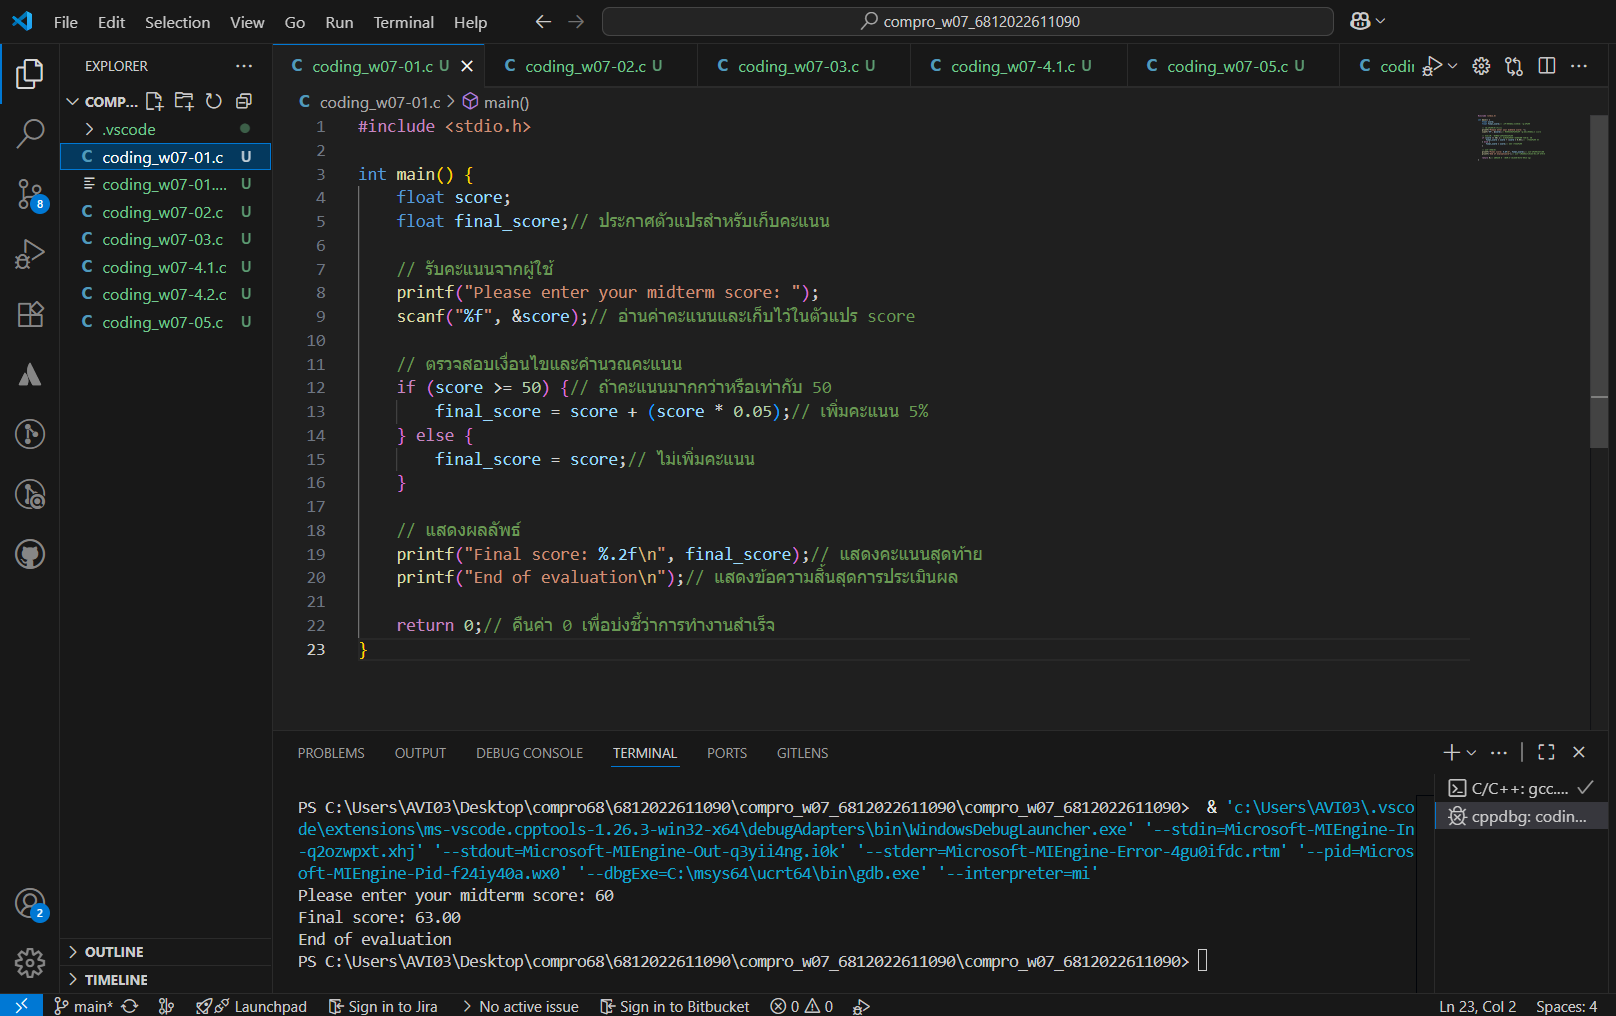 File Edit Selection View Go Run Terminal Help
compro_w07_6812022611090
EXPLORER
COMP...
.vscode
C coding_w07-01.c U
coding_w07-01.... U
C coding_w07-02.c U
C coding_w07-03.c U
C coding_w07-4.1.c U
C coding_w07-4.2.c U
C coding_w07-05.c U
8
2
OUTLINE
TIMELINE
C coding_w07-01.c U
C coding_w07-02.c U
C coding_w07-03.c U
C coding_w07-4.1.c U
C coding_w07-05.c U
C codin
C coding_w07-01.c > main()
1 #include <stdio.h>
2
3 int main() {
4 float score;
5 float final_score;// ประกาศตัวแปรสำหรับเก็บคะแนน
6
7 // รับคะแนนจากผู้ใช้
8 printf("Please enter your midterm score: ");
9 scanf("%f", &score);// อ่านค่าคะแนนและเก็บไว้ในตัวแปร score
10
11 // ตรวจสอบเงื่อนไขและคำนวณคะแนน
12 if (score >= 50) {// ถ้าคะแนนมากกว่าหรือเท่ากับ 50
13 final_score = score + (score * 0.05);// เพิ่มคะแนน 5%
14 } else {
15 final_score = score;// ไม่เพิ่มคะแนน
16 }
17
18 // แสดงผลลัพธ์
19 printf("Final score: %.2f\n", final_score);// แสดงคะแนนสุดท้าย
20 printf("End of evaluation\n");// แสดงข้อความสิ้นสุดการประเมินผล
21
22 return 0;// คืนค่า 0 เพื่อบ่งชี้ว่าการทำงานสำเร็จ
23 }
PROBLEMS OUTPUT DEBUG CONSOLE TERMINAL PORTS GITLENS
PS C:\Users\AVI03\Desktop\compro68\6812022611090\compro_w07_6812022611090\compro_w07_6812022611090> & 'c:\Users\AVI03\.vsco
de\extensions\ms-vscode.cpptools-1.26.3-win32-x64\debugAdapters\bin\WindowsDebugLauncher.exe' '--stdin=Microsoft-MIEngine-In
-q2ozwpxt.xhj' '--stdout=Microsoft-MIEngine-Out-q3yii4ng.i0k' '--stderr=Microsoft-MIEngine-Error-4gu0ifdc.rtm' '--pid=Micros
oft-MIEngine-Pid-f24iy40a.wx0' '--dbgExe=C:\msys64\ucrt64\bin\gdb.exe' '--interpreter=mi'
Please enter your midterm score: 60
Final score: 63.00
End of evaluation
PS C:\Users\AVI03\Desktop\compro68\6812022611090\compro_w07_6812022611090\compro_w07_6812022611090>
C/C++: gcc....
cppdbg: codin...
main* Launchpad Sign in to Jira No active issue Sign in to Bitbucket 0 0 Ln 23, Col 2 Spaces: 4